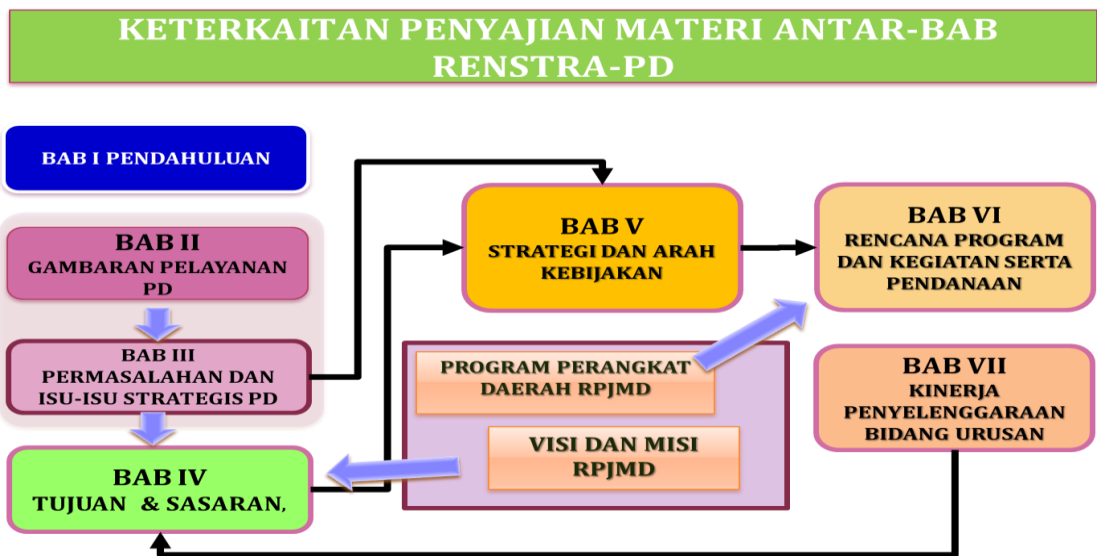 KETERKAITAN PENYAJIAN MATERI ANTAR-BAB
RENSTRA-PD
BAB I PENDAHULUAN
BAB II
GAMBARAN PELAYANAN
PD
BAB III
PERMASALAHAN DAN
ISU-ISU STRATEGIS PD
BAB IV
TUJUAN & SASARAN,
BAB V
STRATEGI DAN ARAH
KEBIJAKAN
PROGRAM PERANGKAT
DAERAH RPJMD
VISI DAN MISI
RPJMD
BAB VI
RENCANA PROGRAM
DAN KEGIATAN SERTA
PENDANAAN
BAB VII
KINERJA
PENYELENGGARAAN
BIDANG URUSAN